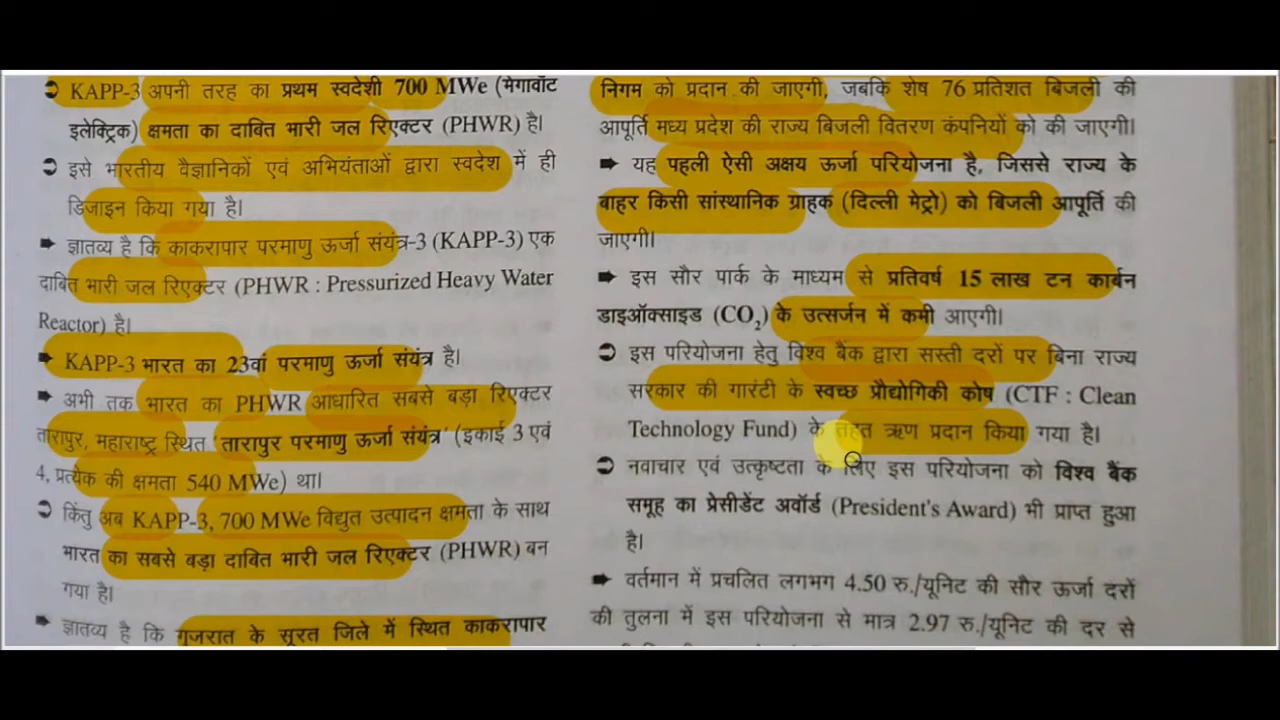 ➲ KAPP-3 अपनी तरह का प्रथम स्वदेशी 700 MWe (मेगावॉट
इलेक्ट्रिक) क्षमता का दाबित भारी जल रिएक्टर (PHWR) है।
➲ इसे भारतीय वैज्ञानिकों एवं अभियंताओं द्वारा स्वदेश में ही
डिजाइन किया गया है।
➡ ज्ञातव्य है कि काकरापार परमाणु ऊर्जा संयंत्र-3 (KAPP-3) एक
दाबित भारी जल रिएक्टर (PHWR : Pressurized Heavy Water
Reactor) है।
➡ KAPP-3 भारत का 23वां परमाणु ऊर्जा संयंत्र है।
➡ अभी तक भारत का PHWR आधारित सबसे बड़ा रिएक्टर
तारापुर, महाराष्ट्र स्थित 'तारापुर परमाणु ऊर्जा संयंत्र' (इकाई 3 एवं
4, प्रत्येक की क्षमता 540 MWe) था।
➲ किंतु अब KAPP-3, 700 MWe विद्युत उत्पादन क्षमता के साथ
भारत का सबसे बड़ा दाबित भारी जल रिएक्टर (PHWR) बन
गया है।
➡ ज्ञातव्य है कि गुजरात के सूरत जिले में स्थित काकरापार
निगम को प्रदान की जाएगी, जबकि शेष 76 प्रतिशत बिजली की
आपूर्ति मध्य प्रदेश की राज्य बिजली वितरण कंपनियों को की जाएगी।
➡ यह पहली ऐसी अक्षय ऊर्जा परियोजना है, जिससे राज्य के
बाहर किसी सांस्थानिक ग्राहक (दिल्ली मेट्रो) को बिजली आपूर्ति की
जाएगी।
➡ इस सौर पार्क के माध्यम से प्रतिवर्ष 15 लाख टन कार्बन
डाइऑक्साइड (CO₂) के उत्सर्जन में कमी आएगी।
➲ इस परियोजना हेतु विश्व बैंक द्वारा सस्ती दरों पर बिना राज्य
सरकार की गारंटी के स्वच्छ प्रौद्योगिकी कोष (CTF : Clean
Technology Fund) के तहत ऋण प्रदान किया गया है।
➲ नवाचार एवं उत्कृष्टता के लिए इस परियोजना को विश्व बैंक
समूह का प्रेसीडेंट अवॉर्ड (President's Award) भी प्राप्त हुआ
है।
➡ वर्तमान में प्रचलित लगभग 4.50 रु./यूनिट की सौर ऊर्जा दरों
की तुलना में इस परियोजना से मात्र 2.97 रु./यूनिट की दर से